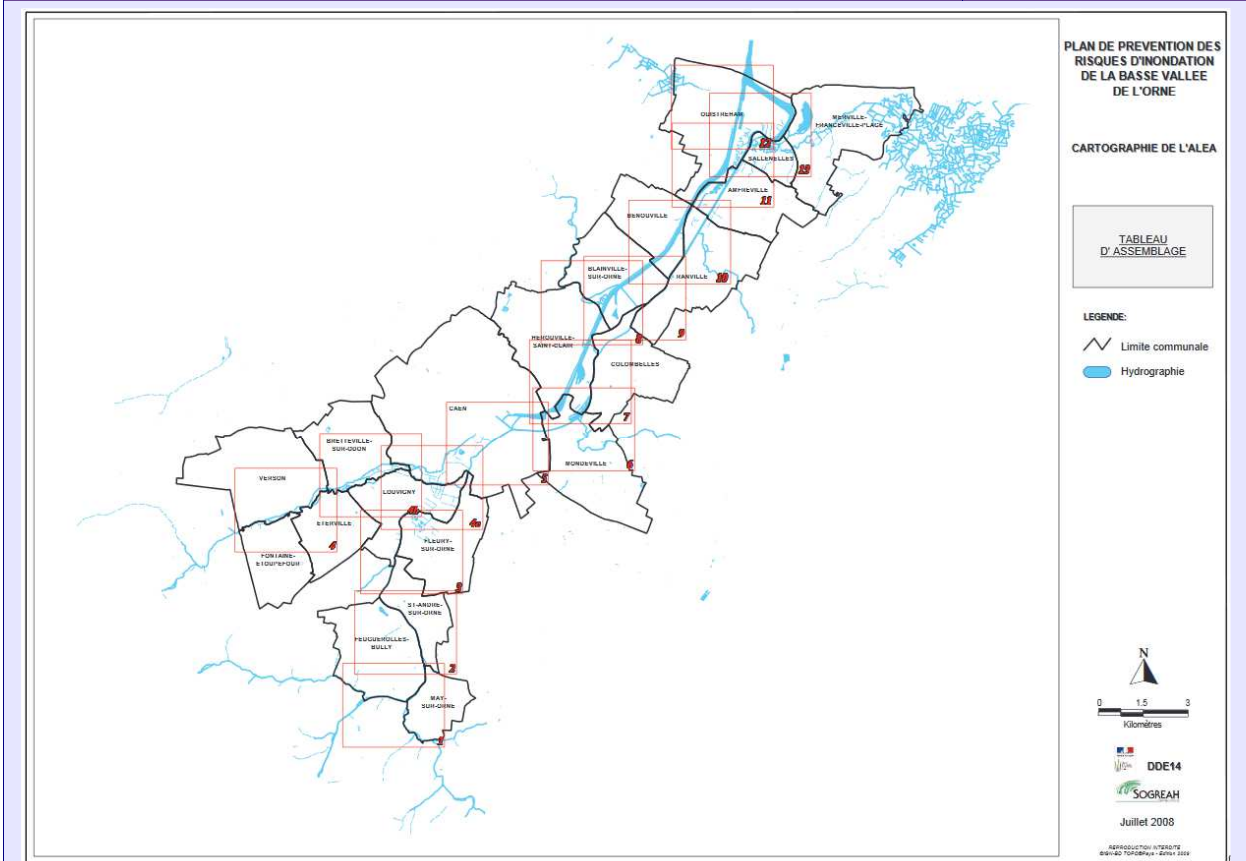 PLAN DE PREVENTION DES
RISQUES D'INONDATION
DE LA BASSE VALLEE
DE L'ORNE
CARTOGRAPHIE DE L'ALEA
TABLEAU
D' ASSEMBLAGE
LEGENDE:
Limite communale
Hydrographie
N
0 1.5 3
Kilomètres
DDE14
SOGREAH
Juillet 2008
REPRODUCTION INTERDITE
OUISTREHAM
MERVILLE-
FRANCEVILLE-PLAGE
12
SALLENELLES
13
AMFREVILLE
11
BENOUVILLE
BLAINVILLE-
SUR-ORNE
RANVILLE
10
HEROUVILLE-
SAINT-CLAIR
8
9
COLOMBELLES
CAEN
7
BRETTEVILLE-
SUR-ODON
MONDEVILLE
6
VERSON
5
LOUVIGNY
4b
4a
ETERVILLE
4
FLEURY-
SUR-ORNE
FONTAINE-
ETOUPEFOUR
3
ST-ANDRE-
SUR-ORNE
FEUGUEROLLES-
BULLY
2
MAY-
SUR-ORNE
1